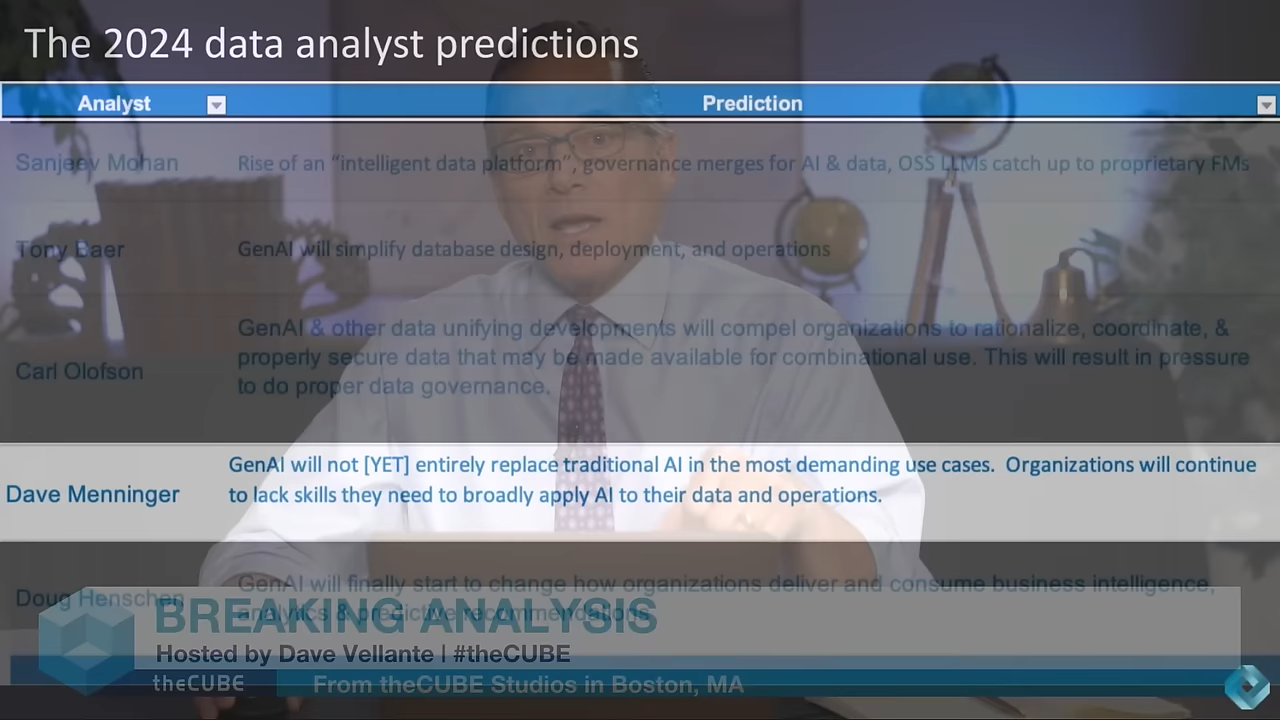 The 2024 data analyst predictions
Analyst
Prediction
Sanjeev Mohan
Rise of an “intelligent data platform”, governance merges for AI & data, OSS LLMs catch up to proprietary FMs
Tony Baer
GenAI will simplify database design, deployment, and operations
Carl Olofson
GenAI & other data unifying developments will compel organizations to rationalize, coordinate, &
properly secure data that may be made available for combinational use. This will result in pressure
to do proper data governance.
Dave Menninger
GenAI will not [YET] entirely replace traditional AI in the most demanding use cases. Organizations will continue
to lack skills they need to broadly apply AI to their data and operations.
Doug Henschen
GenAI will finally start to change how organizations deliver and consume business intelligence,
analytics & predictive recommendations
BREAKING ANALYSIS
Hosted by Dave Vellante | #theCUBE
theCUBE
From theCUBE Studios in Boston, MA